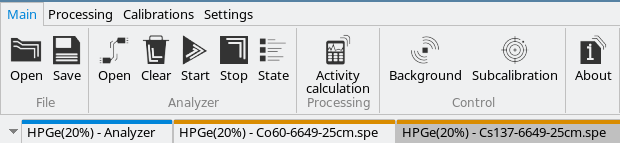 Main Processing Calibrations Settings
Open Save Open Clear Start Stop State Activity calculation Background Subcalibration About
File Analyzer Processing Control
HPGe(20%) - Analyzer HPGe(20%) - Co60-6649-25cm.spe HPGe(20%) - Cs137-6649-25cm.spe